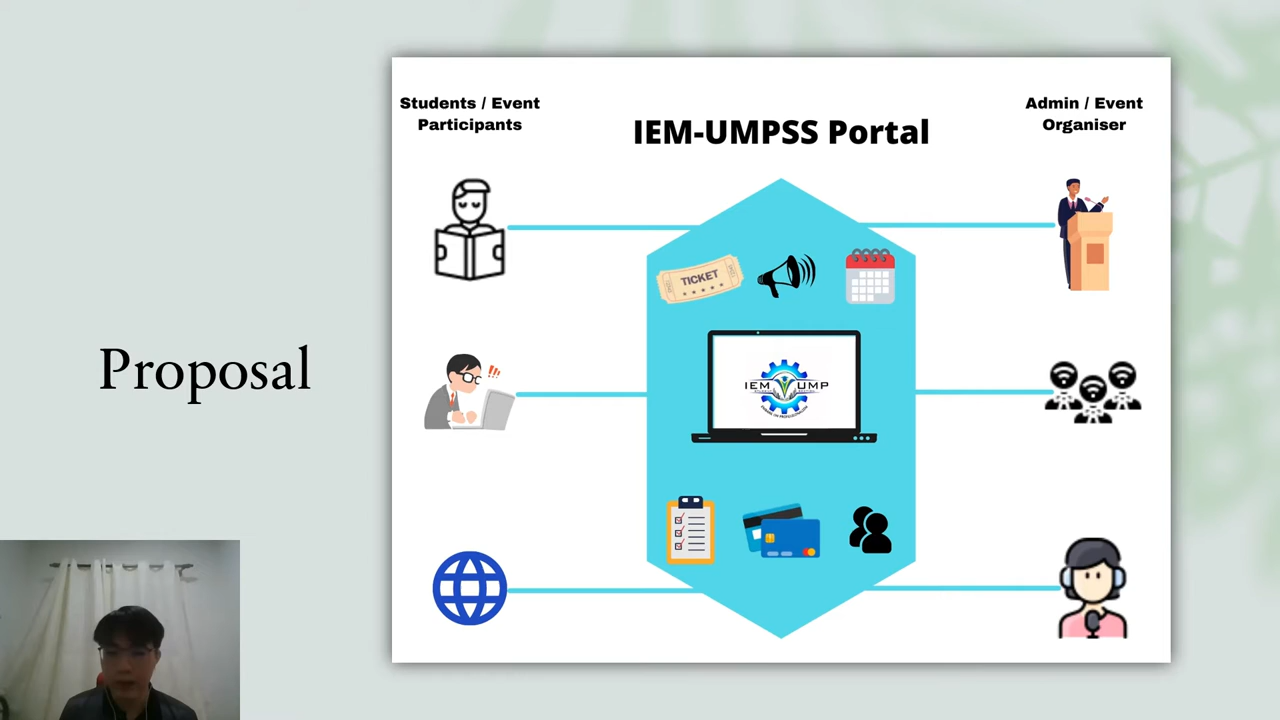 Students / Event
Participants
IEM-UMPSS Portal
Admin / Event
Organiser
TICKET
IEM UMP
Proposal